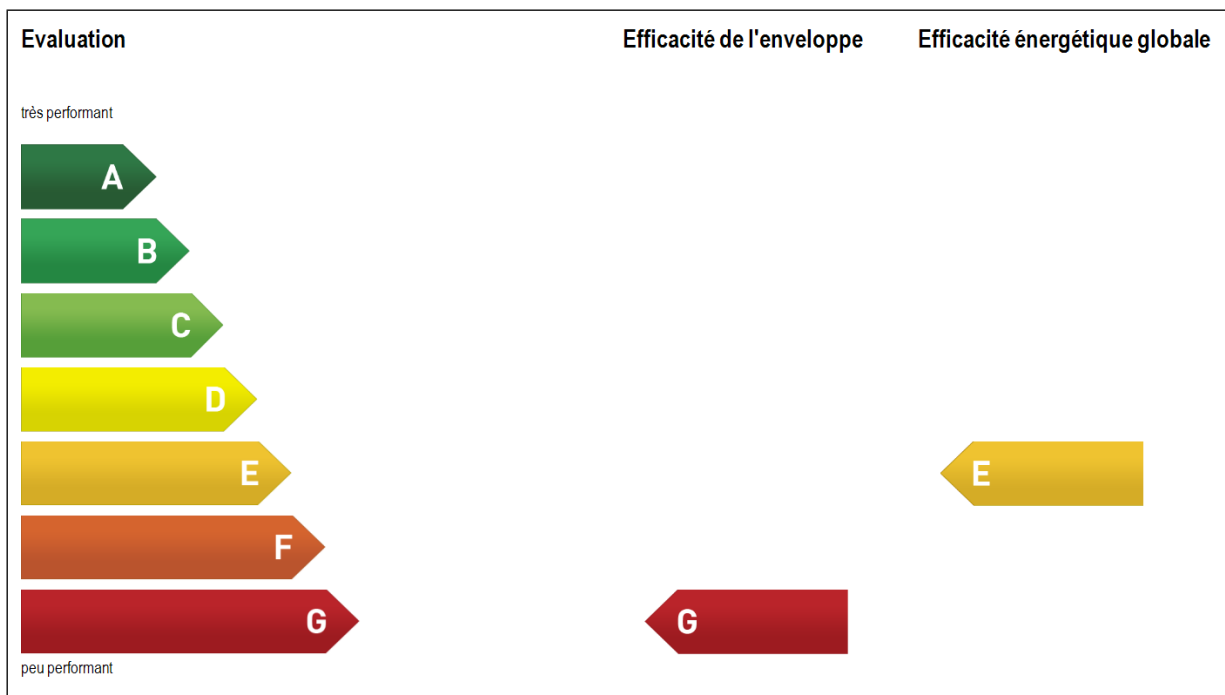 Evaluation Efficacité de l'enveloppe Efficacité énergétique globale
très performant
A
B
C
D
E E
F
G G
peu performant